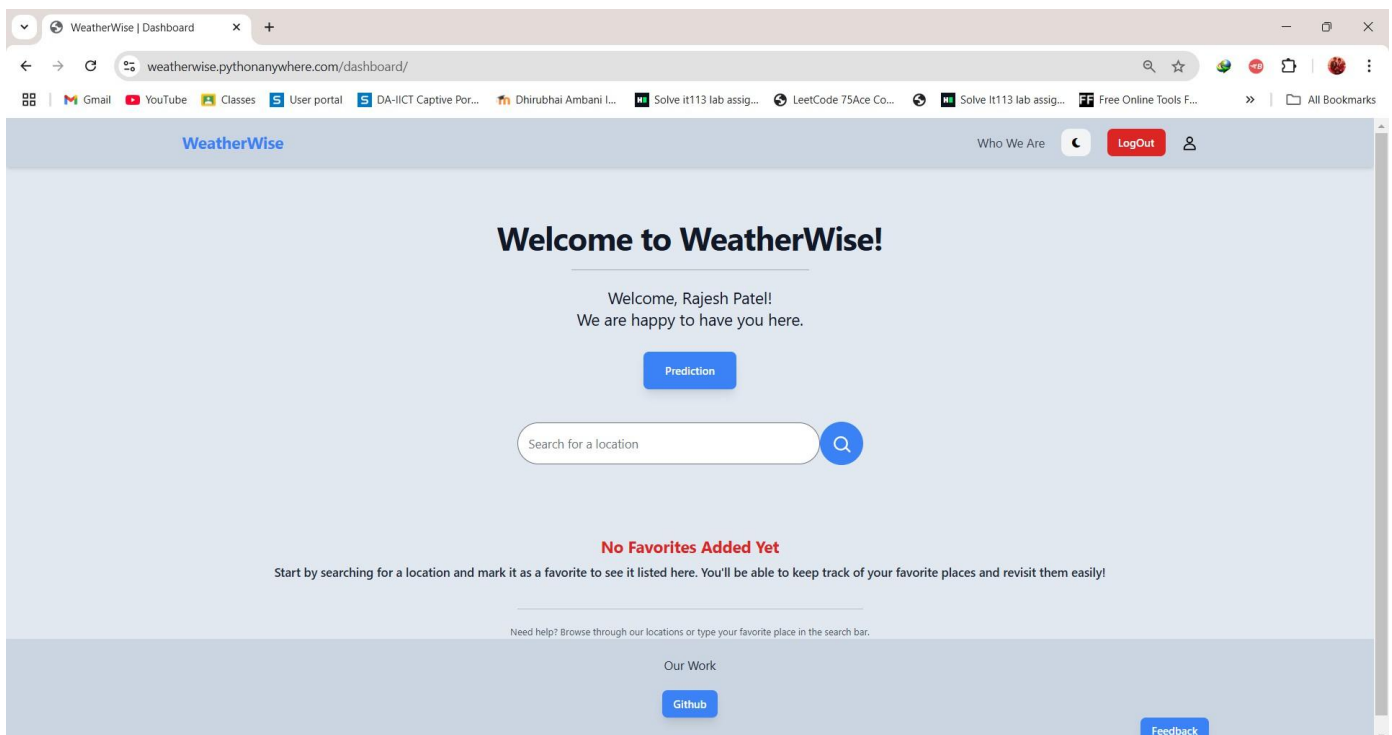 WeatherWise | Dashboard
weatherwise.pythonanywhere.com/dashboard/
Gmail YouTube Classes User portal DA-IICT Captive Por... Dhirubhai Ambani I... Solve it113 lab assig... LeetCode 75Ace Co... Solve It113 lab assig... Free Online Tools F... » All Bookmarks
WeatherWise Who We Are LogOut
Welcome to WeatherWise!
Welcome, Rajesh Patel!
We are happy to have you here.
Prediction
Search for a location
No Favorites Added Yet
Start by searching for a location and mark it as a favorite to see it listed here. You'll be able to keep track of your favorite places and revisit them easily!
Need help? Browse through our locations or type your favorite place in the search bar.
Our Work
Github
Feedback